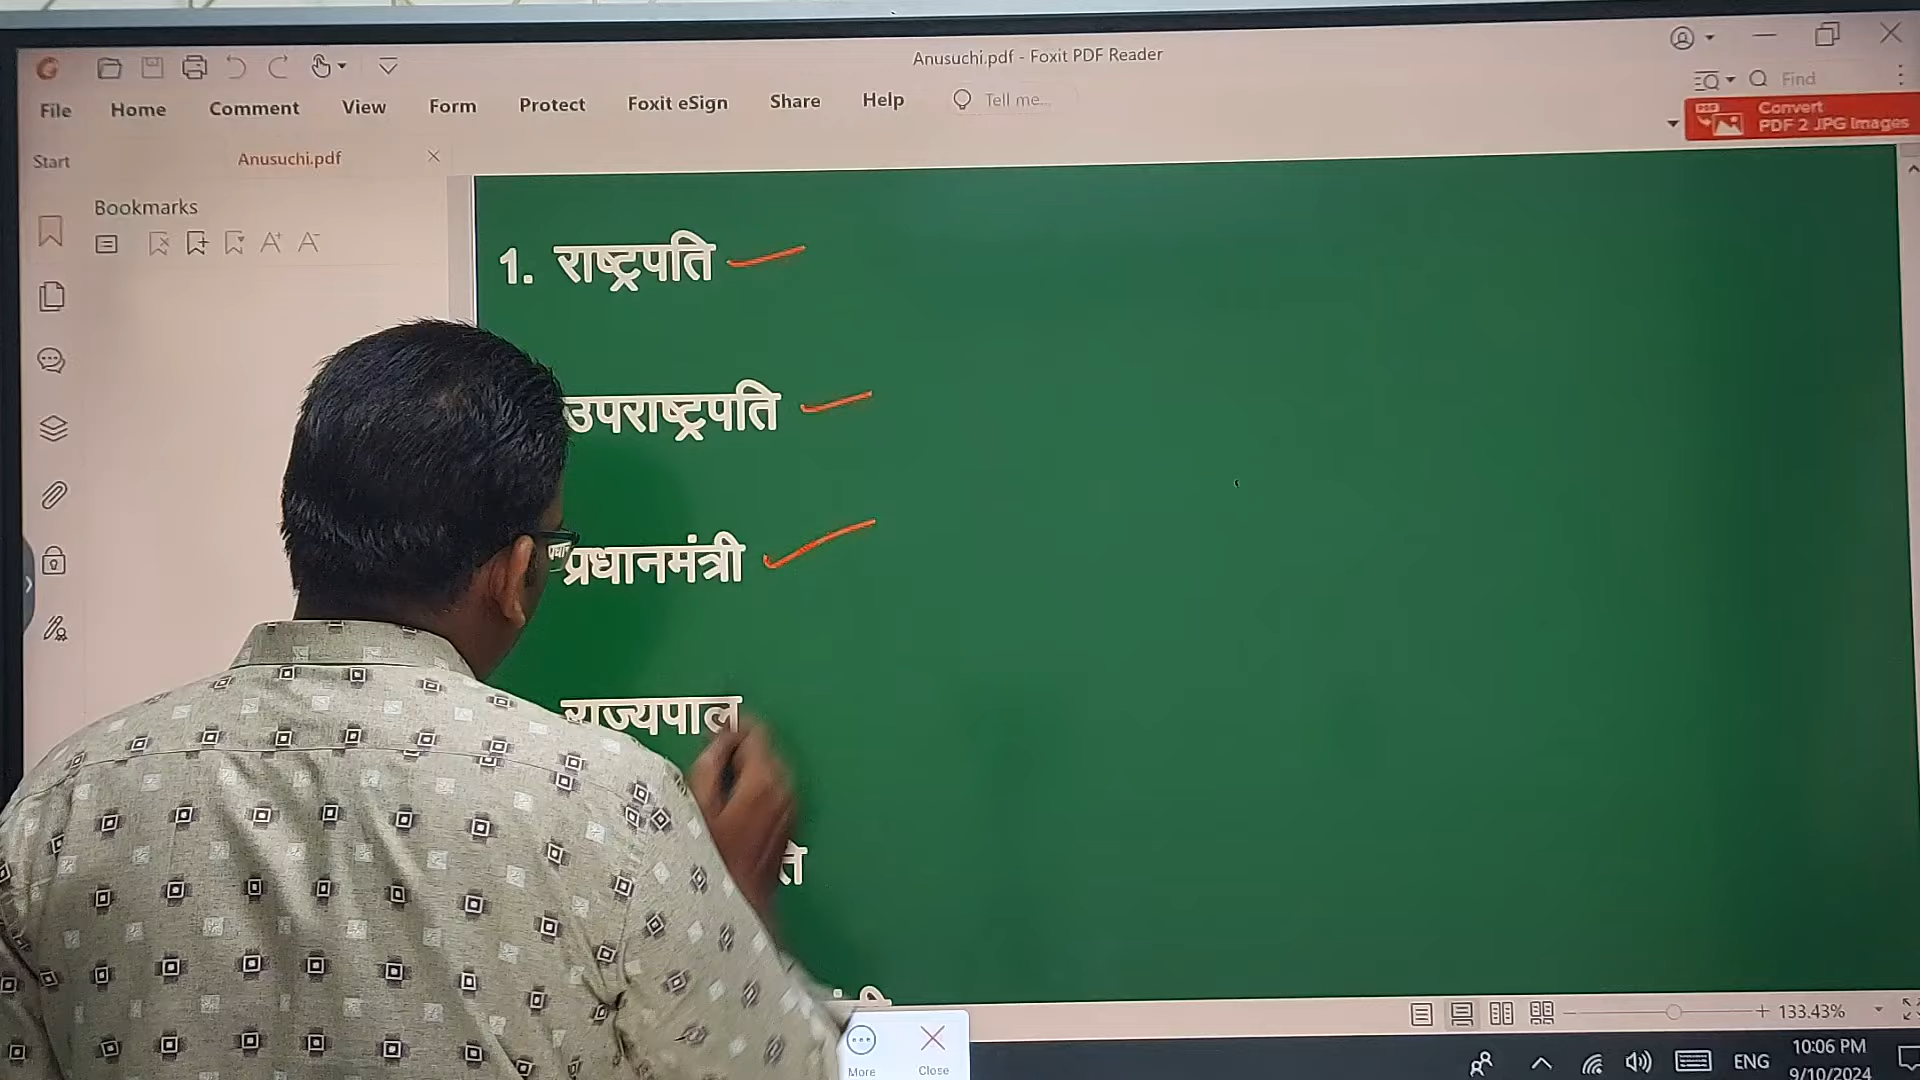 Anusuchi.pdf - Foxit PDF Reader
File Home Comment View Form Protect Foxit eSign Share Help Tell me...
Find
Convert
PDF 2 JPG Images
Start Anusuchi.pdf
Bookmarks
1. राष्ट्रपति
उपराष्ट्रपति
प्रधानमंत्री
राज्यपाल
133.43%
More Close
ENG
10:06 PM
9/10/2024